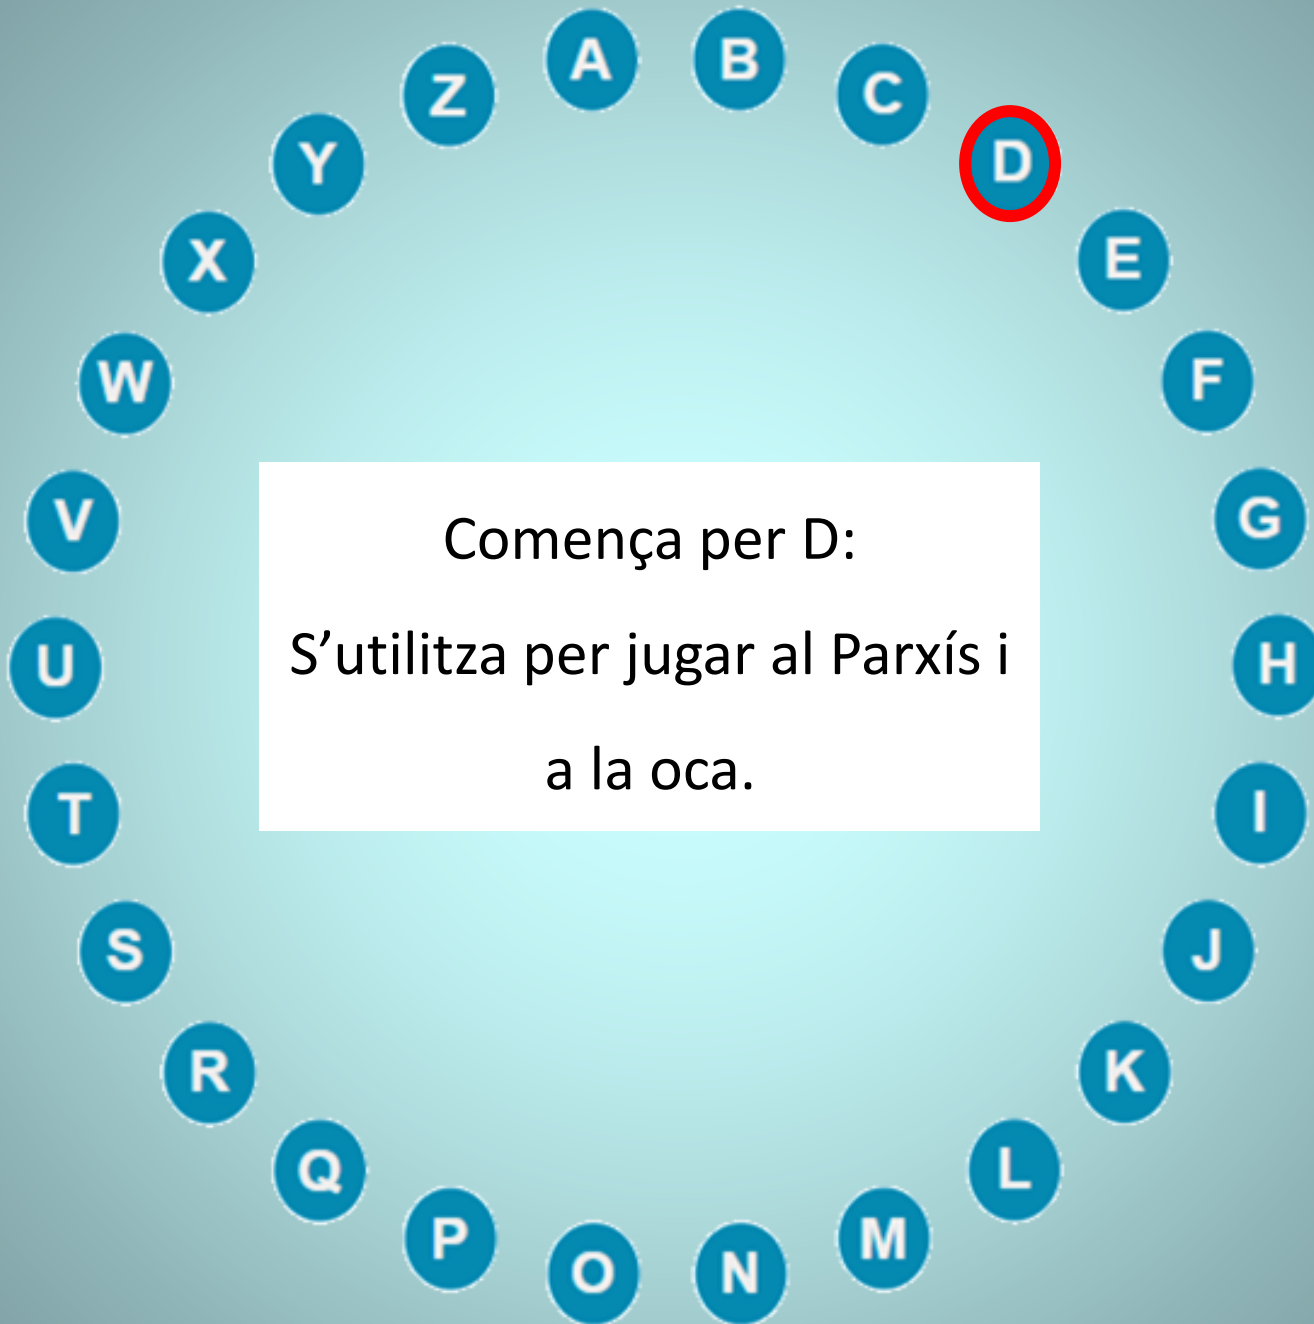 A
B
C
D
E
F
G
H
I
J
K
L
M
N
O
P
Q
R
S
T
U
V
W
X
Y
Z
Comença per D:
S’utilitza per jugar al Parxís i
a la oca.